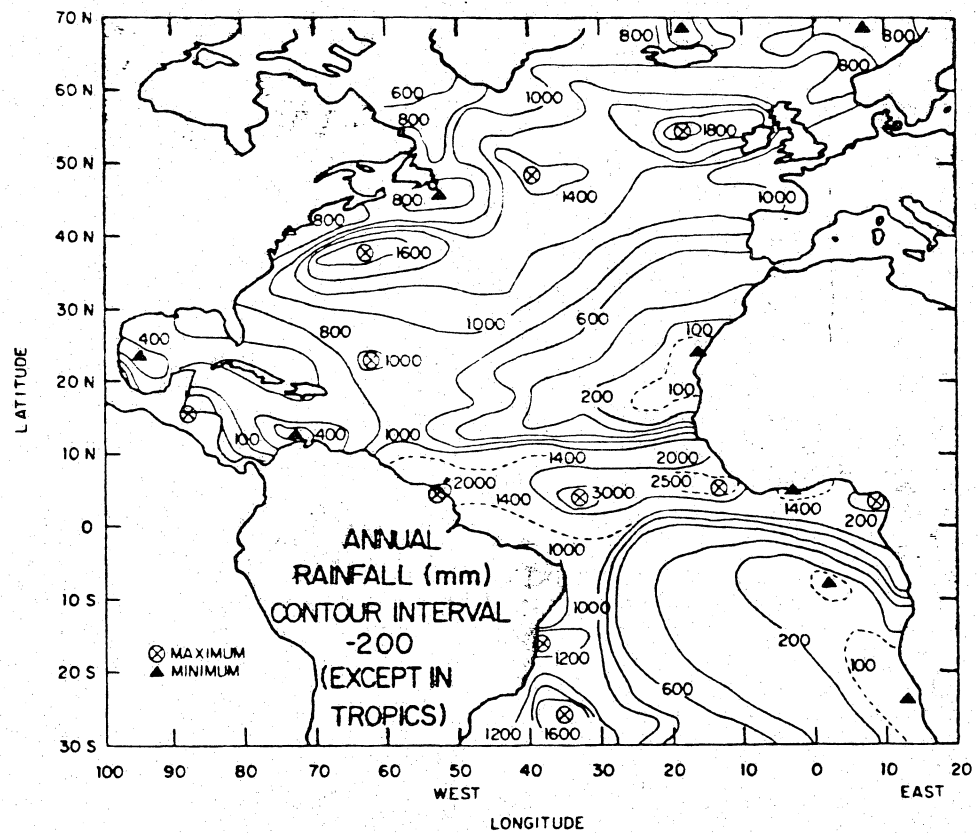 70 N
60 N
50 N
40 N
30 N
20 N
10 N
0
10 S
20 S
30 S
LATITUDE
800
800
600
1000
800
800
1800
1400
1000
800
800
1600
1000
600
400
800
1000
100
100
200
100
400
1000
1400
2000
2000
2500
1400
3000
1400
200
1000
ANNUAL
RAINFALL (mm)
CONTOUR INTERVAL
-200
(EXCEPT IN
TROPICS)
MAXIMUM
MINIMUM
1000
1200
200
100
600
1200
1600
100 90 80 70 60 50 40 30 20 10 0 10 20
WEST
EAST
LONGITUDE